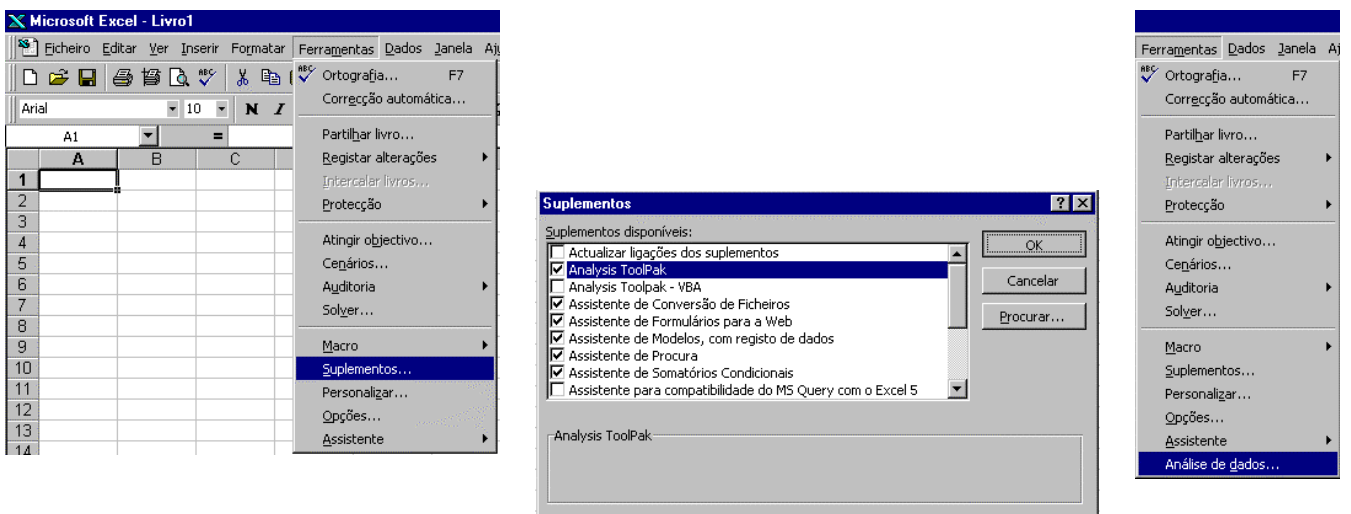 Microsoft Excel - Livro1
Ficheiro Editar Ver Inserir Formatar Ferramentas Dados Janela
Arial 10 N I
A1 =
A B C
1
2
3
4
5
6
7
8
9
10
11
12
13
14
Ortografia... F7
Correcção automática...
Partilhar livro...
Registar alterações
Intercalar livros...
Protecção
Atingir objectivo...
Cenários...
Auditoria
Solver...
Macro
Suplementos...
Personalizar...
Opções...
Assistente
Suplementos
Suplementos disponíveis:
Actualizar ligações dos suplementos
Analysis ToolPak
Analysis Toolpak - VBA
Assistente de Conversão de Ficheiros
Assistente de Formulários para a Web
Assistente de Modelos, com registo de dados
Assistente de Procura
Assistente de Somatórios Condicionais
Assistente para compatibilidade do MS Query com o Excel 5
OK
Cancelar
Procurar...
Analysis ToolPak
Ferramentas Dados Janela
Ortografia... F7
Correcção automática...
Partilhar livro...
Registar alterações
Intercalar livros...
Protecção
Atingir objectivo...
Cenários...
Auditoria
Solver...
Macro
Suplementos...
Personalizar...
Opções...
Assistente
Análise de dados...